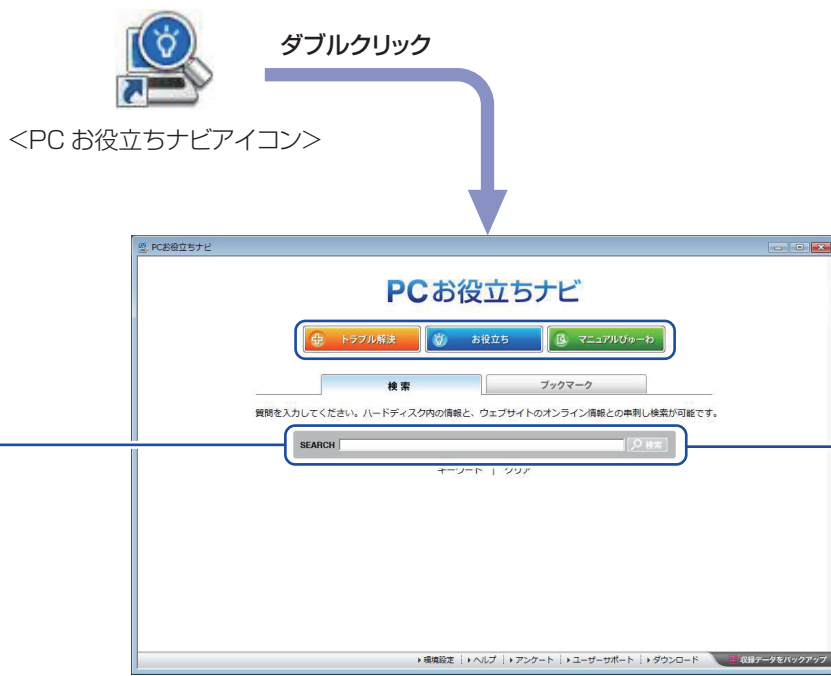 ダブルクリック
<PC お役立ちナビアイコン>
PCお役立ちナビ
PCお役立ちナビ
トラブル解決 お役立ち マニュアルびゅーわ
検索 ブックマーク
質問を入力してください。ハードディスク内の情報と、ウェブサイトのオンライン情報との串刺し検索が可能です。
SEARCH 検索
キーワード | クリア
環境設定 ヘルプ アンケート ユーザーサポート ダウンロード 収録データをバックアップ